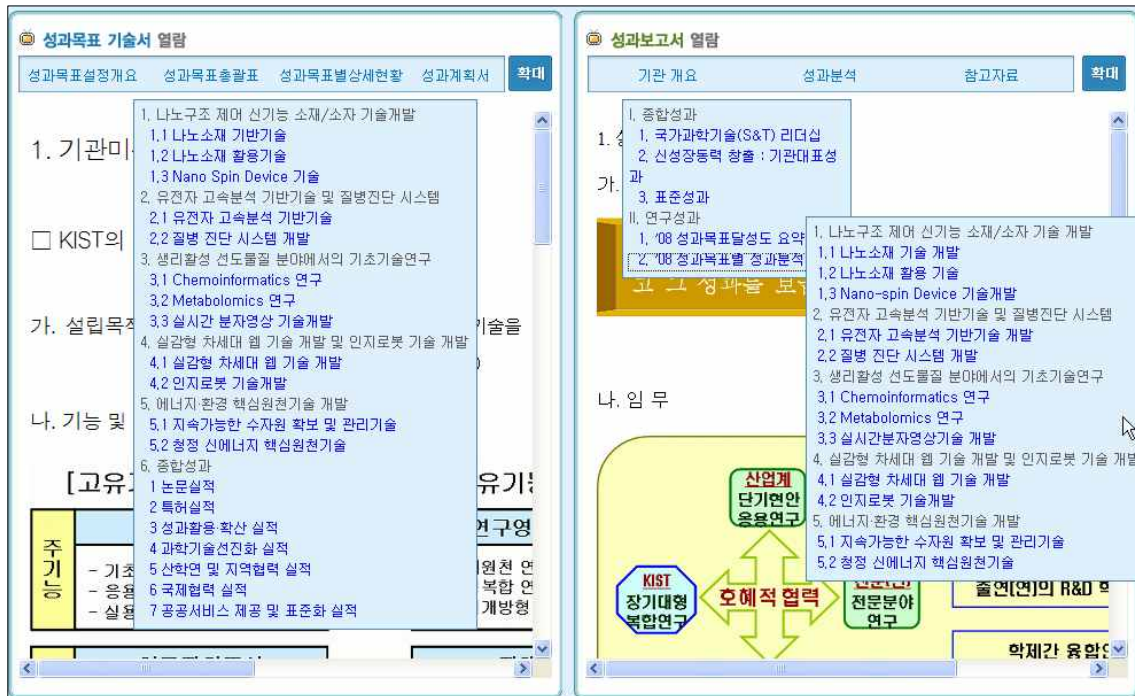 성과목표 기술서 열람
성과목표설정개요 성과목표총괄표 성과목표별상세현황 성과계획서 확대
1. 나노구조 제어 신기능 소재/소자 기술개발
1.1 나노소재 기반기술
1.2 나노소재 활용기술
1.3 Nano Spin Device 기술
2. 유전자 고속분석 기반기술 및 질병진단 시스템
2.1 유전자 고속분석 기반기술
2.2 질병 진단 시스템 개발
3. 생리활성 선도물질 분야에서의 기초기술연구
3.1 Chemoinformatics 연구
3.2 Metabolomics 연구
3.3 실시간 분자영상 기술개발
4. 실감형 차세대 웹 기술 개발 및 인지로봇 기술 개발
4.1 실감형 차세대 웹 기술 개발
4.2 인지로봇 기술개발
5. 에너지·환경 핵심원천기술 개발
5.1 지속가능한 수자원 확보 및 관리기술
5.2 청정 신에너지 핵심원천기술
6. 종합성과
1 논문실적
2 특허실적
3 성과활용·확산 실적
4 과학기술선진화 실적
5 산학연 및 지역협력 실적
6 국제협력 실적
7 공공서비스 제공 및 표준화 실적
1. 기관미
□ KIST의
가. 설립목적
기술을
나. 기능 및
[고유
유기
연구영
주기능
- 기초
- 응용
- 실용
원천 연
복합 연
개방형
성과보고서 열람
기관 개요 성과분석 참고자료 확대
I. 종합성과
1. 국가과학기술(S&T) 리더십
2. 신성장동력 창출 : 기관대표성
과
3. 표준성과
II. 연구성과
1. '08 성과목표달성도 요약
2. '08 성과목표별 성과분석
1. 나노구조 제어 신기능 소재/소자 기술 개발
1.1 나노소재 기술 개발
1.2 나노소재 활용 기술
1.3 Nano-spin Device 기술개발
2. 유전자 고속분석 기반기술 및 질병진단 시스템
2.1 유전자 고속분석 기반기술 개발
2.2 질병 진단 시스템 개발
3. 생리활성 선도물질 분야에서의 기초기술연구
3.1 Chemoinformatics 연구
3.2 Metabolomics 연구
3.3 실시간분자영상기술 개발
4. 실감형 차세대 웹 기술 개발 및 인지로봇 기술 개발
4.1 실감형 차세대 웹 기술 개발
4.2 인지로봇 기술개발
5. 에너지·환경 핵심원천기술 개발
5.1 지속가능한 수자원 확보 및 관리기술
5.2 청정 신에너지 핵심원천기술
1.
가.
고 그 성과를 보
나. 임 무
산업계
단기현안
응용연구
KIST
장기대형
복합연구
호혜적 협력
전문분야
연구
출연(연)의 R&D
학제간 융합